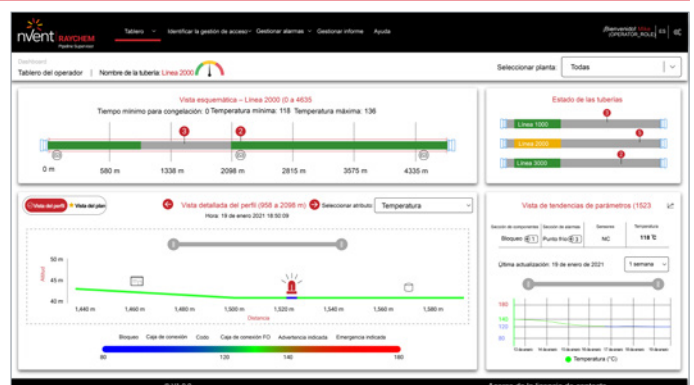 nvent RAYCHEM
Pipeline Supervisor
Tablero
Identificar la gestión de acceso
Gestionar alarmas
Gestionar informe
Ayuda
¡Bienvenido!
(OPERATOR_ROLE)
ES
Dashboard
Tablero del operador | Nombre de la tubería: Línea 2000
Seleccionar planta: Todas
Vista esquemática – Línea 2000 (0 a 4635
Tiempo mínimo para congelación: 0 Temperatura mínima: 118 Temperatura máxima: 136
3 2
0 m 580 m 1338 m 2098 m 2815 m 3575 m 4335 m
Estado de las tuberías
Línea 1000
Línea 2000
Línea 3000
Vista del perfil
Vista del plan
Vista detallada del perfil (958 a 2098 m)
Seleccionar atributo: Temperatura
Hora: 19 de enero 2021 18:50:09
50 m
45 m
40 m
1,440 m 1,460 m 1,480 m 1,500 m 1,520 m 1,540 m 1,560 m 1,580 m
Distancia
Bloqueo Caja de conexión Codo Caja de conexión FO Advertencia indicada Emergencia indicada
80 120 140 160
Vista de tendencias de parámetros (1523
Sección de componentes Sección de alarmas Sensores Temperatura
Bloqueo 1 Punto frío 3 NC 118 °C
Última actualización: 19 de enero de 2021
1 semane
160
140
120
80
Temperatura (°C)